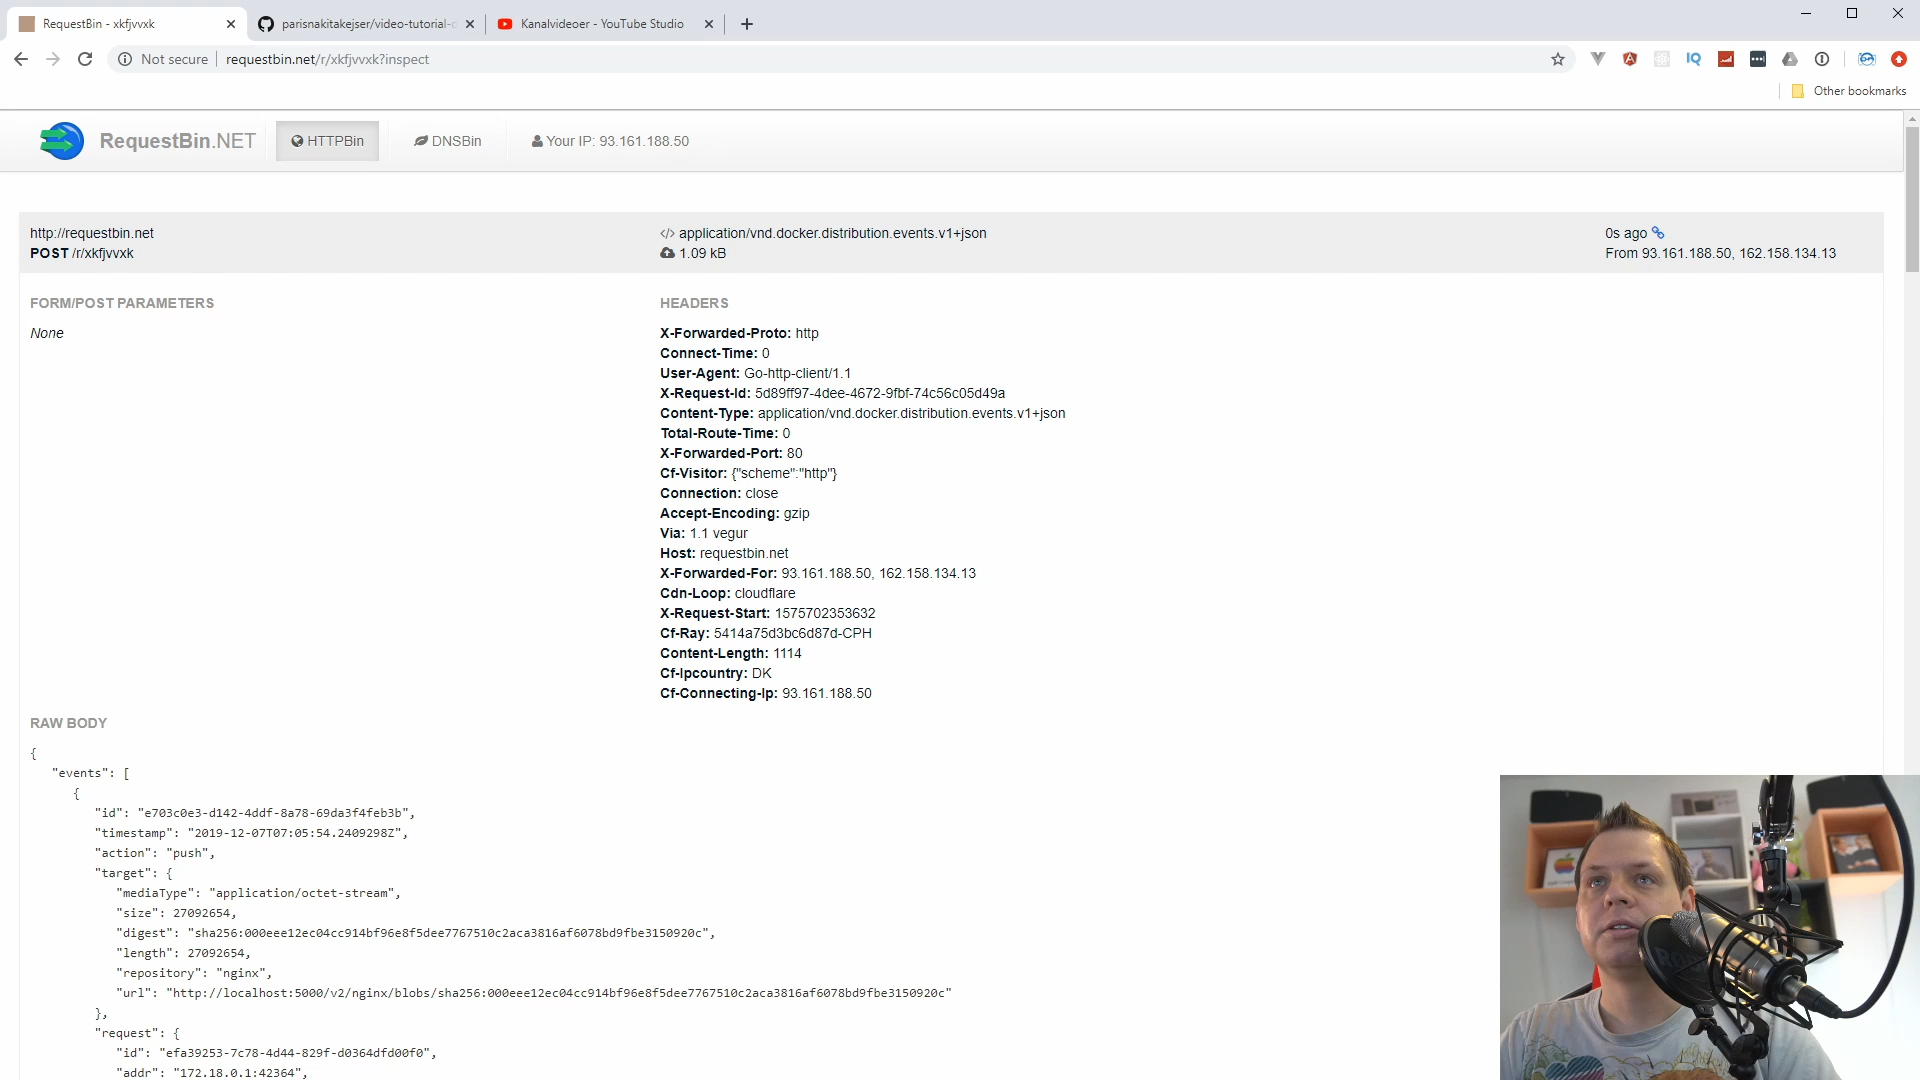 RequestBin - xkfjvvxk
parisnakitakejser/video-tutorial-
Kanalvideoer - YouTube Studio
Not secure
requestbin.net/r/xkfjvvxk?inspect
IQ
Other bookmarks
RequestBin.NET
HTTPBin
DNSBin
Your IP: 93.161.188.50
http://requestbin.net
POST /r/xkfjvvxk
</> application/vnd.docker.distribution.events.v1+json
1.09 kB
0s ago
From 93.161.188.50, 162.158.134.13
FORM/POST PARAMETERS
None
HEADERS
X-Forwarded-Proto: http
Connect-Time: 0
User-Agent: Go-http-client/1.1
X-Request-Id: 5d89ff97-4dee-4672-9fbf-74c56c05d49a
Content-Type: application/vnd.docker.distribution.events.v1+json
Total-Route-Time: 0
X-Forwarded-Port: 80
Cf-Visitor: {"scheme":"http"}
Connection: close
Accept-Encoding: gzip
Via: 1.1 vegur
Host: requestbin.net
X-Forwarded-For: 93.161.188.50, 162.158.134.13
Cdn-Loop: cloudflare
X-Request-Start: 1575702353632
Cf-Ray: 5414a75d3bc6d87d-CPH
Content-Length: 1114
Cf-Ipcountry: DK
Cf-Connecting-Ip: 93.161.188.50
RAW BODY
{
"events": [
{
"id": "e703c0e3-d142-4ddf-8a78-69da3f4feb3b",
"timestamp": "2019-12-07T07:05:54.2409298Z",
"action": "push",
"target": {
"mediaType": "application/octet-stream",
"size": 27092654,
"digest": "sha256:000eee12ec04cc914bf96e8f5dee7767510c2aca3816af6078bd9fbe3150920c",
"length": 27092654,
"repository": "nginx",
"url": "http://localhost:5000/v2/nginx/blobs/sha256:000eee12ec04cc914bf96e8f5dee7767510c2aca3816af6078bd9fbe3150920c"
},
"request": {
"id": "efa39253-7c78-4d44-829f-d0364dfd00f0",
"addr": "172.18.0.1:42364",